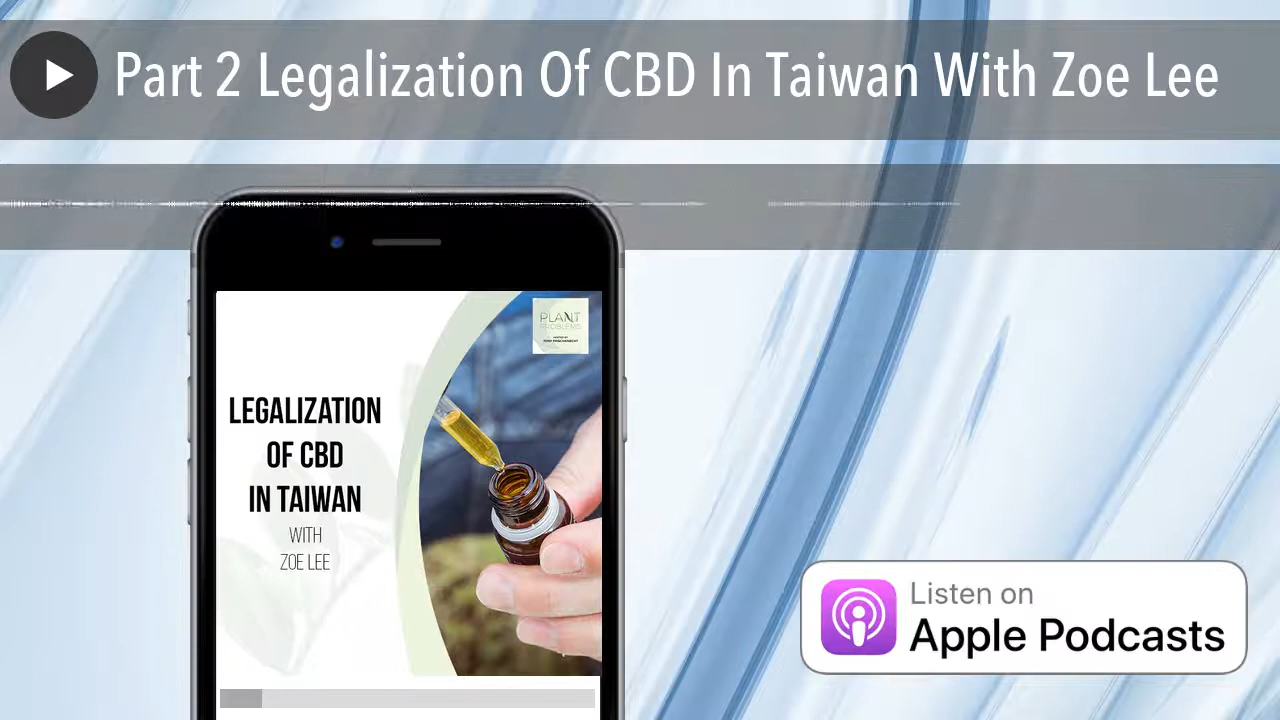 Part 2 Legalization Of CBD In Taiwan With Zoe Lee
PLANT
PROBLEMS
LEGALIZATION
OF CBD
IN TAIWAN
WITH
ZOE LEE
Listen on
Apple Podcasts